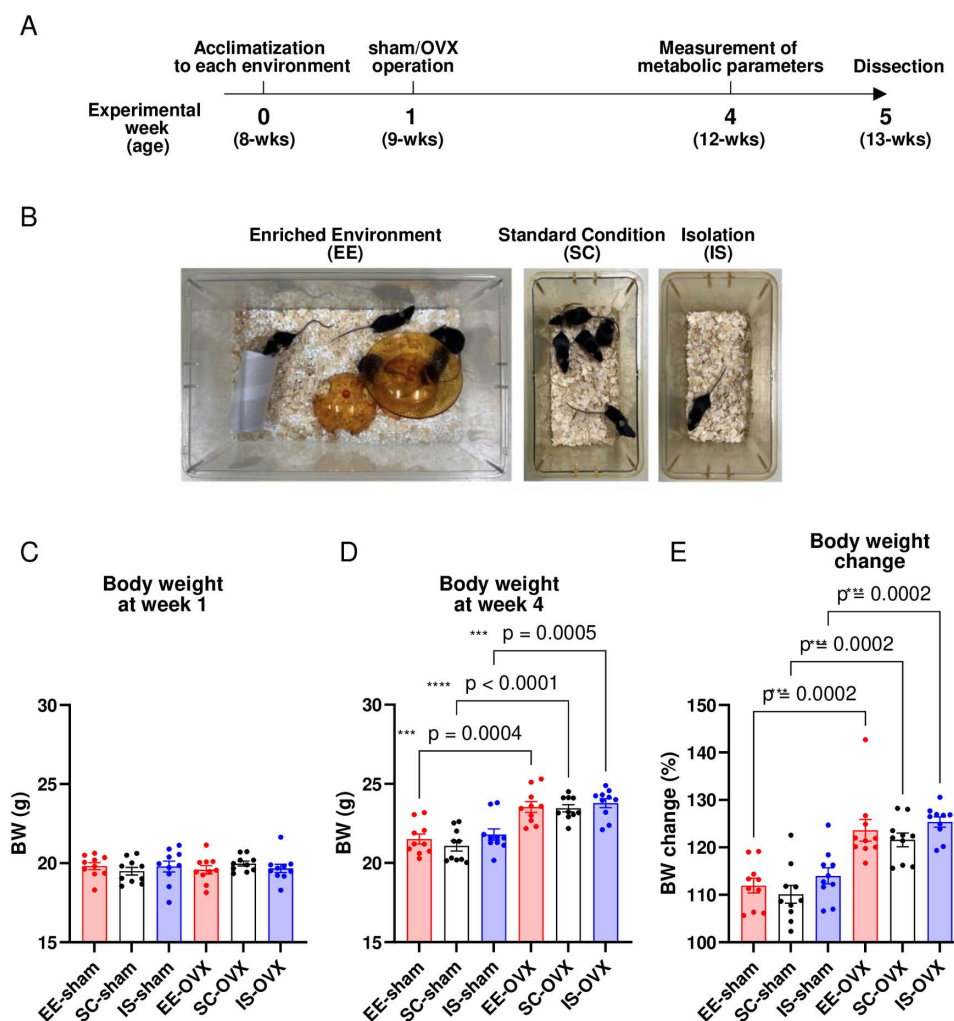 A
Acclimatization
to each environment
sham/OVX
operation
Measurement of
metabolic parameters
Dissection
Experimental
week
(age)
0
(8-wks)
1
(9-wks)
4
(12-wks)
5
(13-wks)
B
Enriched Environment
(EE)
Standard Condition
(SC)
Isolation
(IS)
C
Body weight
at week 1
BW (g)
30
25
20
15
EE-sham
SC-sham
IS-sham
EE-OVX
SC-OVX
IS-OVX
D
Body weight
at week 4
*** p = 0.0005
**** p < 0.0001
*** p = 0.0004
BW (g)
30
25
20
15
EE-sham
SC-sham
IS-sham
EE-OVX
SC-OVX
IS-OVX
E
Body weight
change
*** p = 0.0002
*** p = 0.0002
*** p = 0.0002
BW change (%)
150
140
130
120
110
100
EE-sham
SC-sham
IS-sham
EE-OVX
SC-OVX
IS-OVX